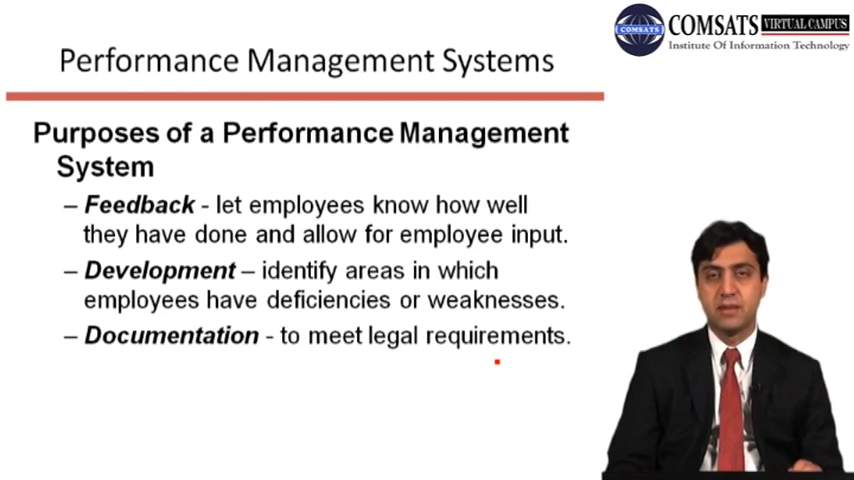 COMSATS VIRTUAL CAMPUS
Institute Of Information Technology
COMSATS
Performance Management Systems
Purposes of a Performance Management
System
– Feedback - let employees know how well
they have done and allow for employee input.
– Development – identify areas in which
employees have deficiencies or weaknesses.
– Documentation - to meet legal requirements.